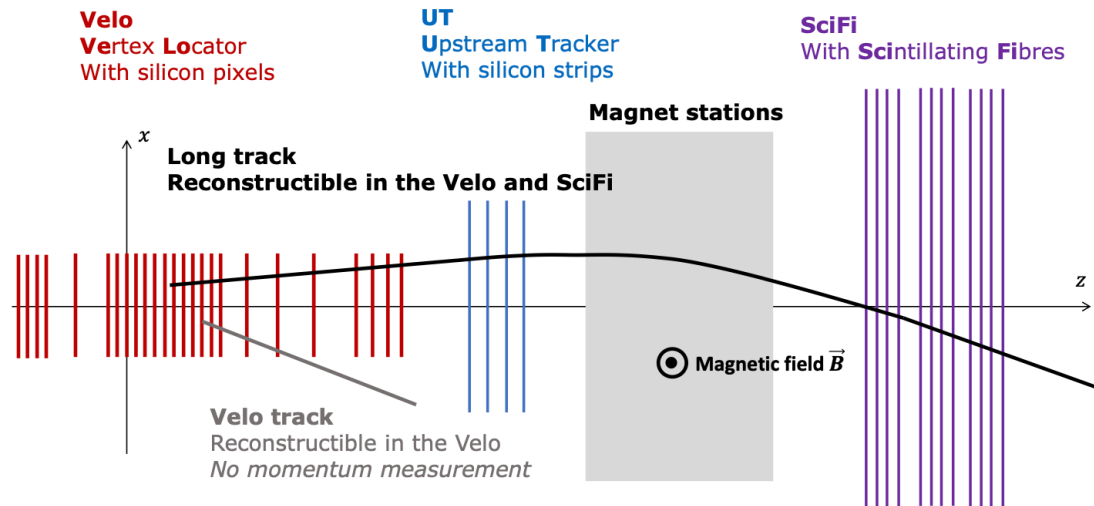 Velo
Vertex Locator
With silicon pixels
UT
Upstream Tracker
With silicon strips
SciFi
With Scintillating Fibres
Magnet stations
x
Long track
Reconstructible in the Velo and SciFi
z
Magnetic field B⃗
Velo track
Reconstructible in the Velo
No momentum measurement